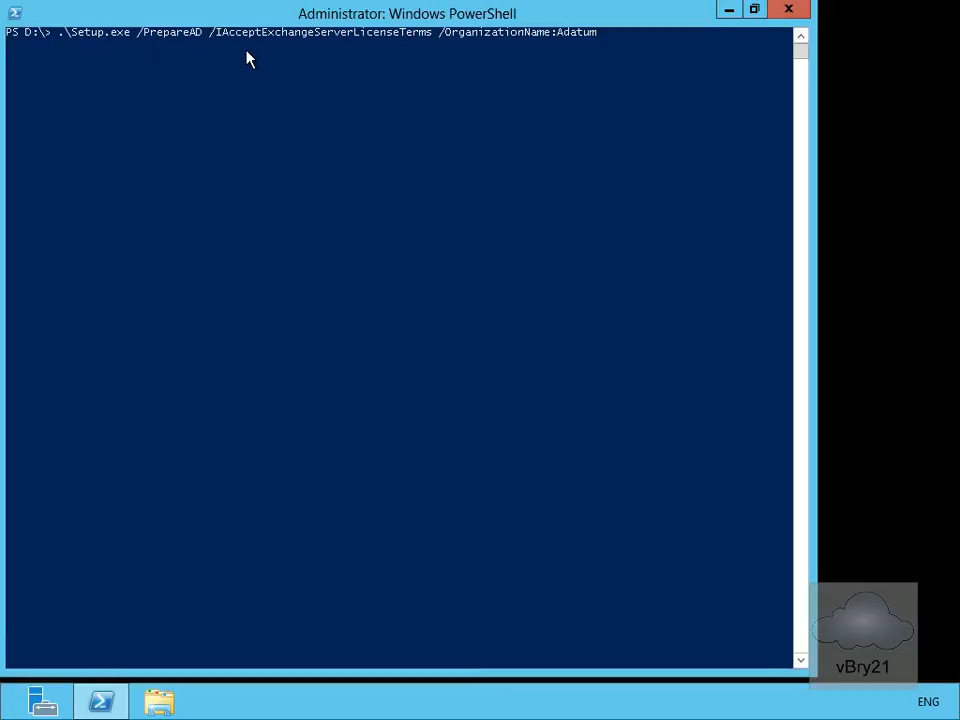 Administrator: Windows PowerShell
PS D:\> .\Setup.exe /PrepareAD /IAcceptExchangeServerLicenseTerms /OrganizationName:Adatum
vBry21
ENG